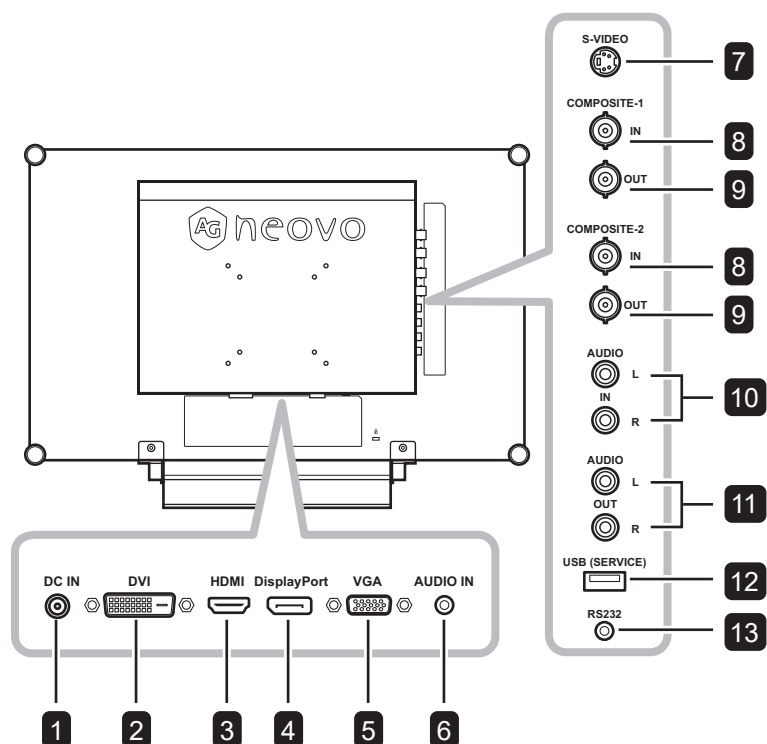 S-VIDEO
7
COMPOSITE-1
IN
8
OUT
9
COMPOSITE-2
IN
8
OUT
9
AG neovo
AUDIO
L
IN
10
R
AUDIO
L
OUT
11
R
USB (SERVICE)
12
RS232
13
DC IN DVI HDMI DisplayPort VGA AUDIO IN
1 2 3 4 5 6